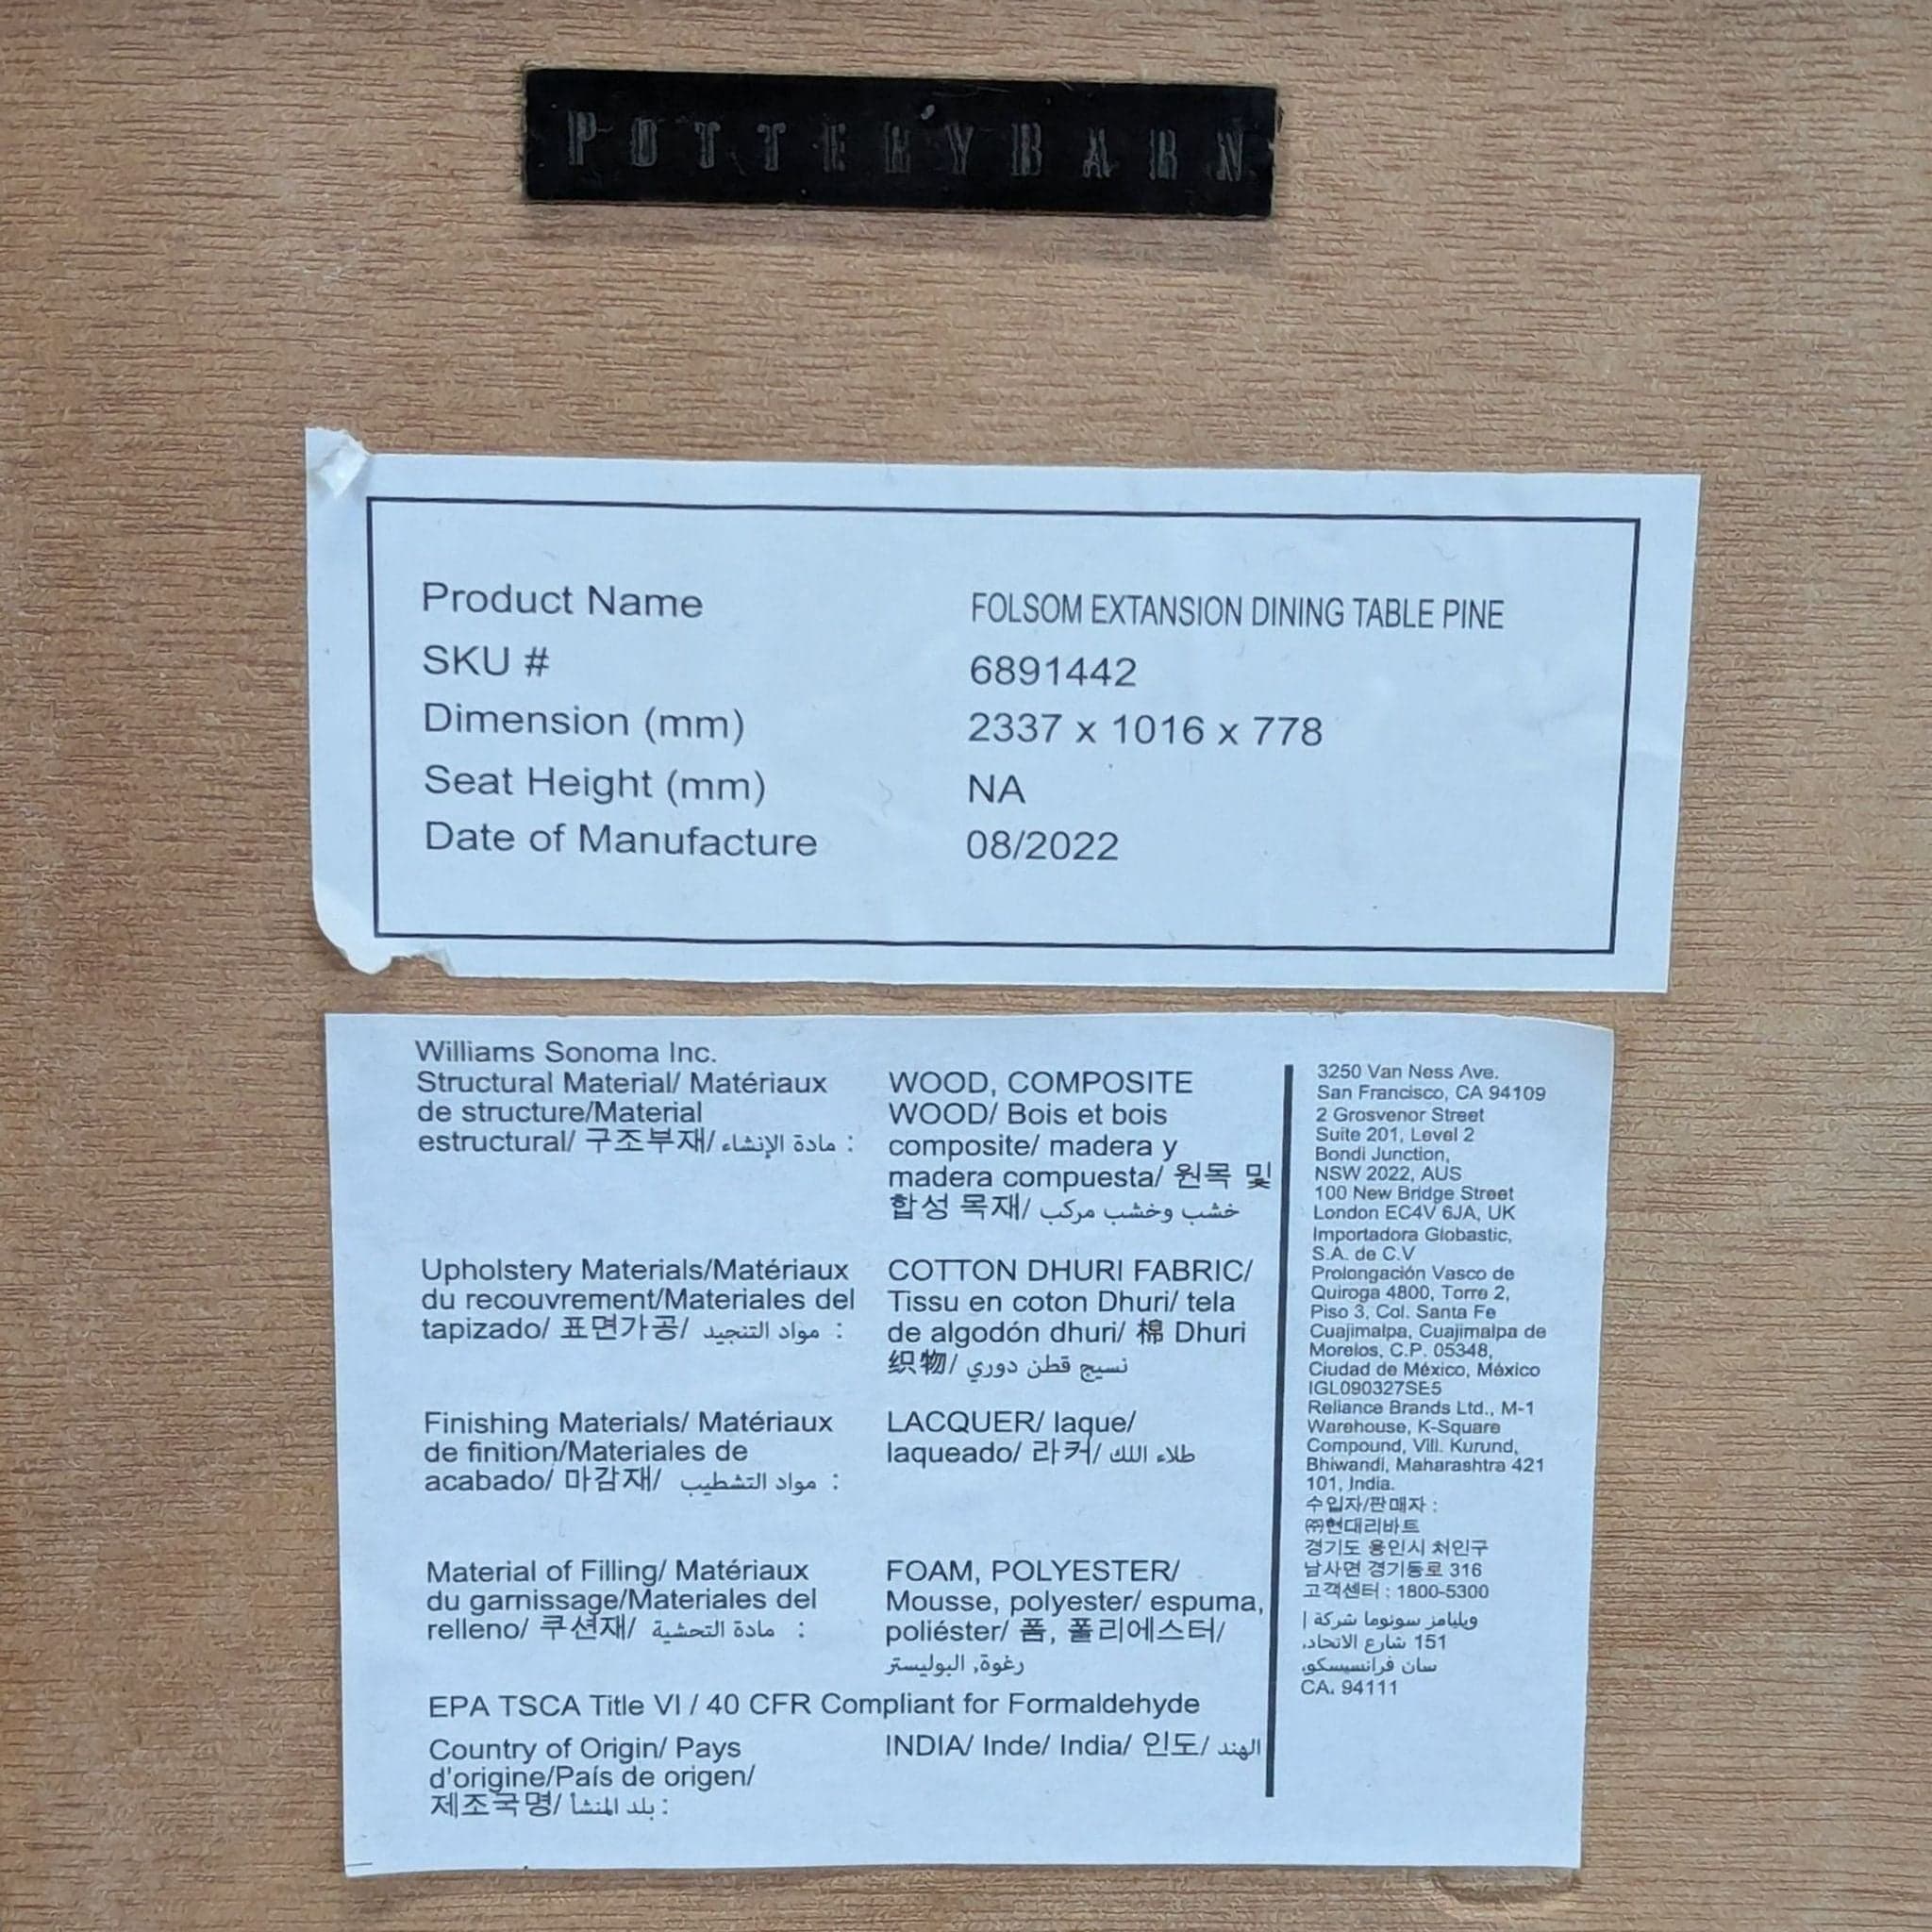 POTTERYBARN
Product Name FOLSOM EXTANSION DINING TABLE PINE
SKU # 6891442
Dimension (mm) 2337 x 1016 x 778
Seat Height (mm) NA
Date of Manufacture 08/2022
Williams Sonoma Inc.
Structural Material/ Matériaux
de structure/Material
estructural/ 구조부재/ مادة الإنشاء :
WOOD, COMPOSITE
WOOD/ Bois et bois
composite/ madera y
madera compuesta/ 원목 및
합성 목재/ خشب وخشب مركب
Upholstery Materials/Matériaux
du recouvrement/Materiales del
tapizado/ 표면가공/ مواد التنجيد :
COTTON DHURI FABRIC/
Tissu en coton Dhuri/ tela
de algodón dhuri/ 棉 Dhuri
织物/ نسيج قطن دوري
Finishing Materials/ Matériaux
de finition/Materiales de
acabado/ 마감재/ مواد التشطيب :
LACQUER/ laque/
laqueado/ 라커/ طلاء اللك
Material of Filling/ Matériaux
du garnissage/Materiales del
relleno/ 쿠션재/ مادة التحشية :
FOAM, POLYESTER/
Mousse, polyester/ espuma,
poliéster/ 폼, 폴리에스터/
رغوة, البوليستر
EPA TSCA Title VI / 40 CFR Compliant for Formaldehyde
Country of Origin/ Pays
d'origine/País de origen/
제조국명/ بلد المنشأ :
INDIA/ Inde/ India/ 인도/ الهند
3250 Van Ness Ave.
San Francisco, CA 94109
2 Grosvenor Street
Suite 201, Level 2
Bondi Junction,
NSW 2022, AUS
100 New Bridge Street
London EC4V 6JA, UK
Importadora Globastic,
S.A. de C.V
Prolongación Vasco de
Quiroga 4800, Torre 2,
Piso 3, Col. Santa Fe
Cuajimalpa, Cuajimalpa de
Morelos, C.P. 05348,
Ciudad de México, México
IGL090327SE5
Reliance Brands Ltd., M-1
Warehouse, K-Square
Compound, Vill. Kurund,
Bhiwandi, Maharashtra 421
101, India.
수입자/판매자 :
㈜현대리바트
경기도 용인시 처인구
남사면 경기동로 316
고객센터 : 1800-5300
ويليامز سونوما شركة |
151 شارع الاتحاد،
سان فرانسيسكو،
CA. 94111